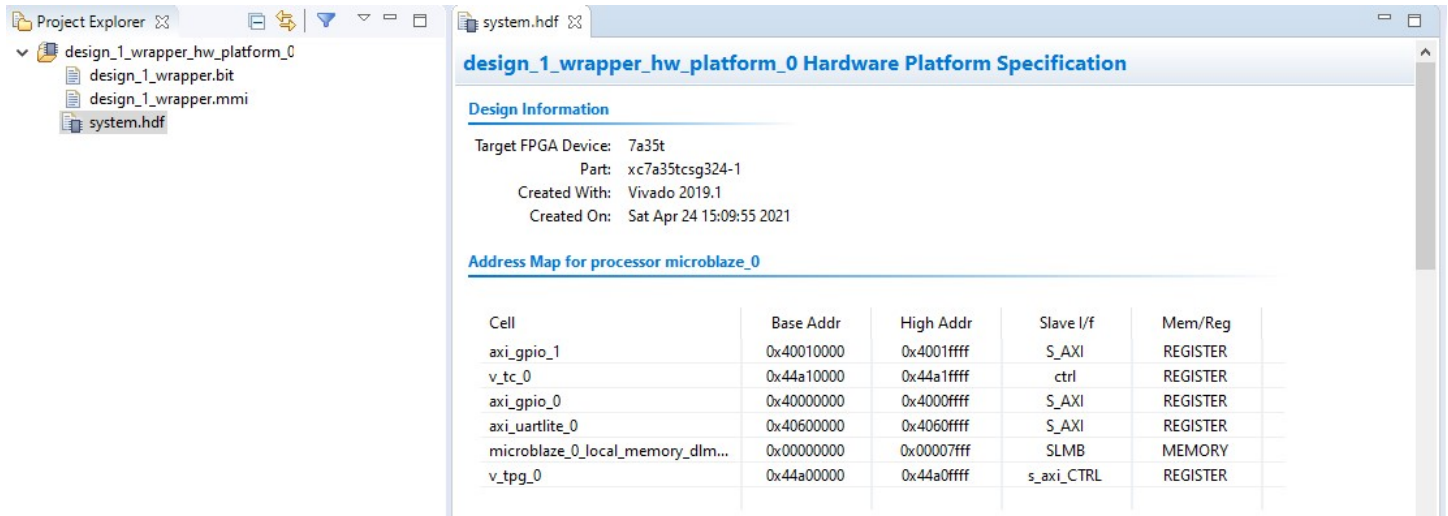 Project Explorer
design_1_wrapper_hw_platform_0
design_1_wrapper.bit
design_1_wrapper.mmi
system.hdf
system.hdf
design_1_wrapper_hw_platform_0 Hardware Platform Specification
Design Information
Target FPGA Device: 7a35t
Part: xc7a35tcsg324-1
Created With: Vivado 2019.1
Created On: Sat Apr 24 15:09:55 2021
Address Map for processor microblaze_0
Cell Base Addr High Addr Slave I/f Mem/Reg
axi_gpio_1 0x40010000 0x4001ffff S_AXI REGISTER
v_tc_0 0x44a10000 0x44a1ffff ctrl REGISTER
axi_gpio_0 0x40000000 0x4000ffff S_AXI REGISTER
axi_uartlite_0 0x40600000 0x4060ffff S_AXI REGISTER
microblaze_0_local_memory_dlm... 0x00000000 0x00007fff SLMB MEMORY
v_tpg_0 0x44a00000 0x44a0ffff s_axi_CTRL REGISTER